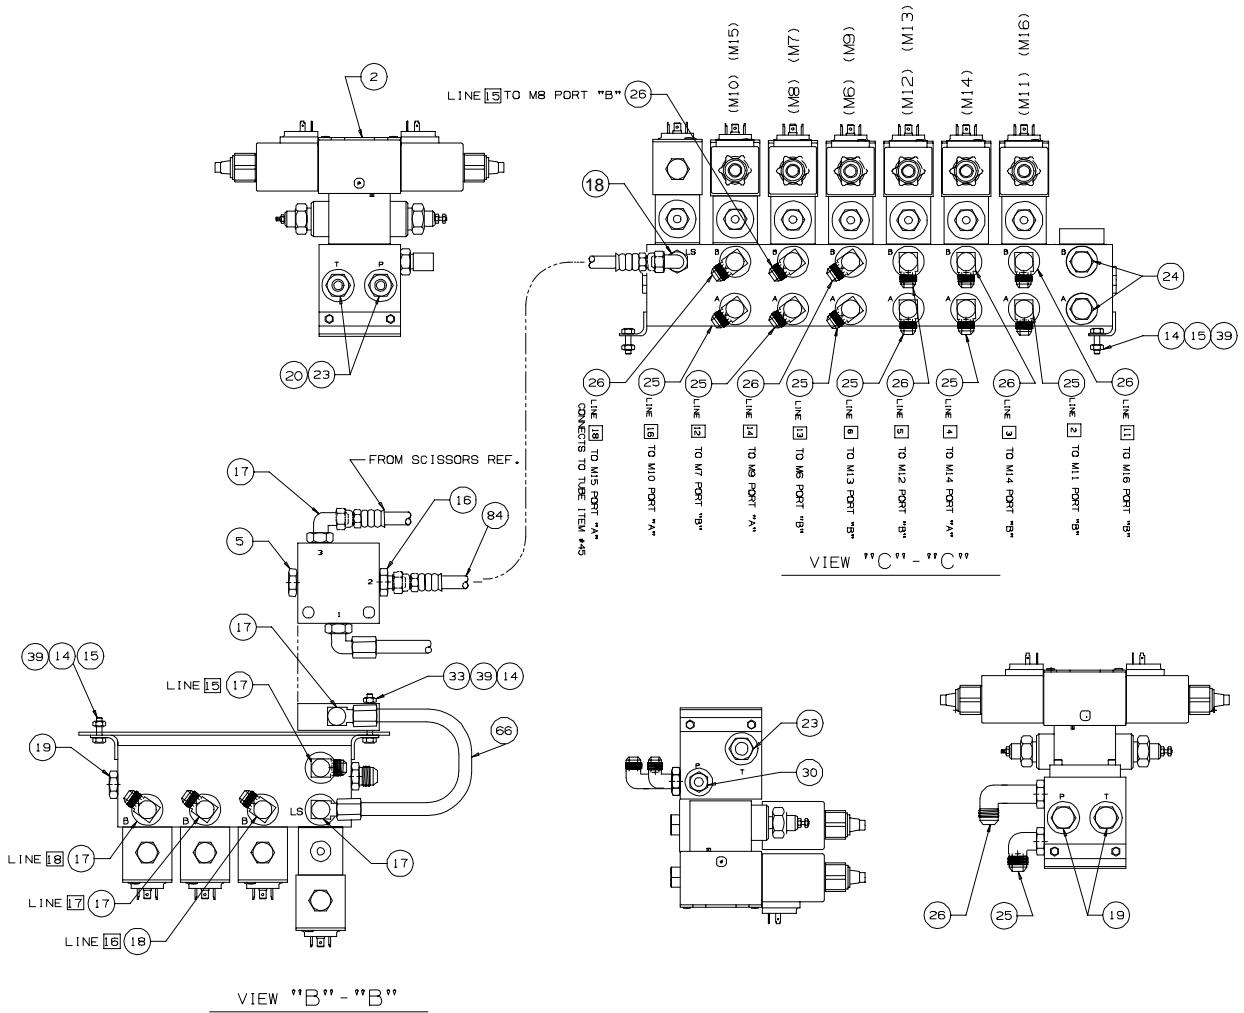 (M10) (M15)
(M8) (M7)
(M6) (M9)
(M12) (M13)
(M14)
(M11) (M16)
2
LINE 15 TO M8 PORT "B" 26
18
LS B B B B B B B
A A A A A A A
24
14 15 39
T P
20 23
26 25 25 26 25 25 26 25 26 25 26
LINE 18 TO M15 PORT "A"
CONNECTS TO TUBE ITEM #45
LINE 16 TO M10 PORT "A"
LINE 12 TO M7 PORT "B"
LINE 14 TO M9 PORT "A"
LINE 13 TO M6 PORT "B"
LINE 6 TO M13 PORT "B"
LINE 5 TO M12 PORT "B"
LINE 4 TO M14 PORT "A"
LINE 3 TO M14 PORT "B"
LINE 2 TO M11 PORT "B"
LINE 11 TO M16 PORT "B"
VIEW "C" - "C"
17
FROM SCISSORS REF.
16
84
5
3
2
1
17
39 14 15
LINE 15 17
33 39 14
19
66
B B B LS
LINE 18 17
17
LINE 17 17
LINE 16 18
VIEW "B" - "B"
23
P
T
30
P T
26 25 19